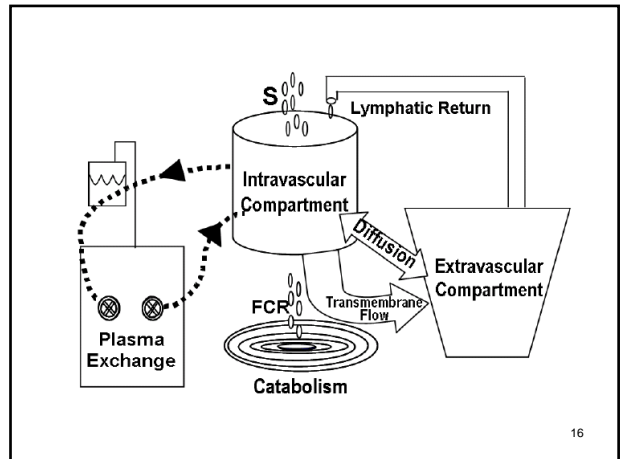 S
Lymphatic Return
Intravascular
Compartment
Diffusion
Extravascular
Compartment
Transmembrane
Flow
FCR
Plasma
Exchange
Catabolism
16